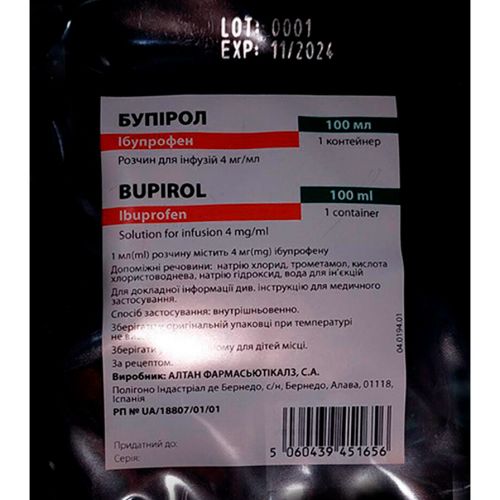 LOT: 0001
EXP: 11/2024
БУПІРОЛ
Ібупрофен
100 мл
1 контейнер
Розчин для інфузій 4 мг/мл
BUPIROL
Ibuprofen
100 ml
1 container
Solution for infusion 4 mg/ml
1 мл(ml) розчину містить 4 мг(mg) ібупрофену
Допоміжні речовини: натрію хлорид, трометамол, кислота
хлористоводнева, натрію гідроксид, вода для ін'єкцій
Для докладної інформації див. інструкцію для медичного
застосування.
Спосіб застосування: внутрішньовенно.
Зберігати оригінальній упаковці при температурі
не
Зберігати для дітей місці.
За рецептом.
Виробник: АЛТАН ФАРМАСЬЮТІКАЛЗ, С.А.
Полігоно Індастріал де Бернедо, с/н, Бернедо, Алава, 01118,
Іспанія
РП № UA/18807/01/01
Придатний до:
Серія:
5 060439 451656
04.0194.01